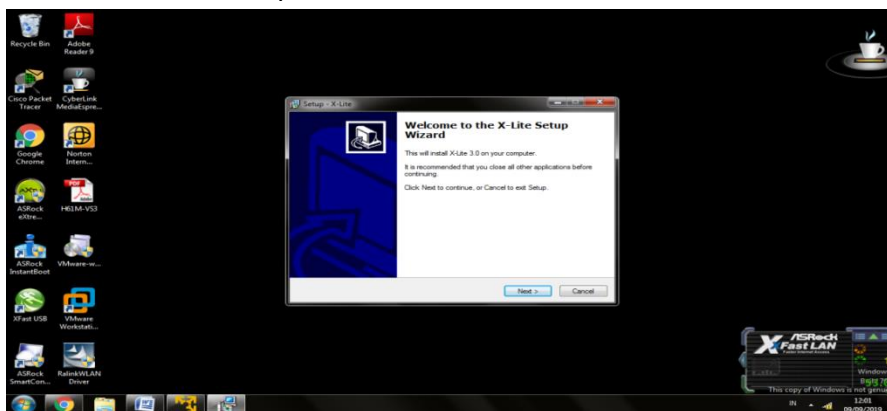 Recycle Bin
Adobe
Reader 9
Cisco Packet
Tracer
CyberLink
MediaEspre...
Google
Chrome
Norton
Intern...
ASRock
eXtre...
H61M-VS3
ASRock
InstantBoot
VMware-w...
XFast USB
VMware
Workstati...
ASRock
SmartCon...
RalinkWLAN
Driver
Setup - X-Lite
Welcome to the X-Lite Setup
Wizard
This will install X-Lite 3.0 on your computer.
It is recommended that you close all other applications before
continuing.
Click Next to continue, or Cancel to exit Setup.
Next >
Cancel
ASRock
XFast LAN
Window
This copy of Windows is not genu
IN
12:01
09/09/2019